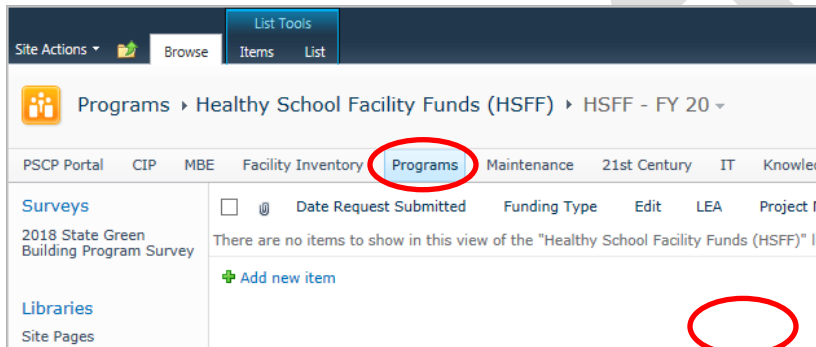 List Tools
Site Actions Browse Items List
Programs Healthy School Facility Funds (HSFF) HSFF - FY 20
PSCP Portal CIP MBE Facility Inventory Programs Maintenance 21st Century IT
Surveys
2018 State Green
Building Program Survey
Libraries
Site Pages
Date Request Submitted Funding Type Edit LEA Project
There are no items to show in this view of the "Healthy School Facility Funds (HSFF)"
Add new item